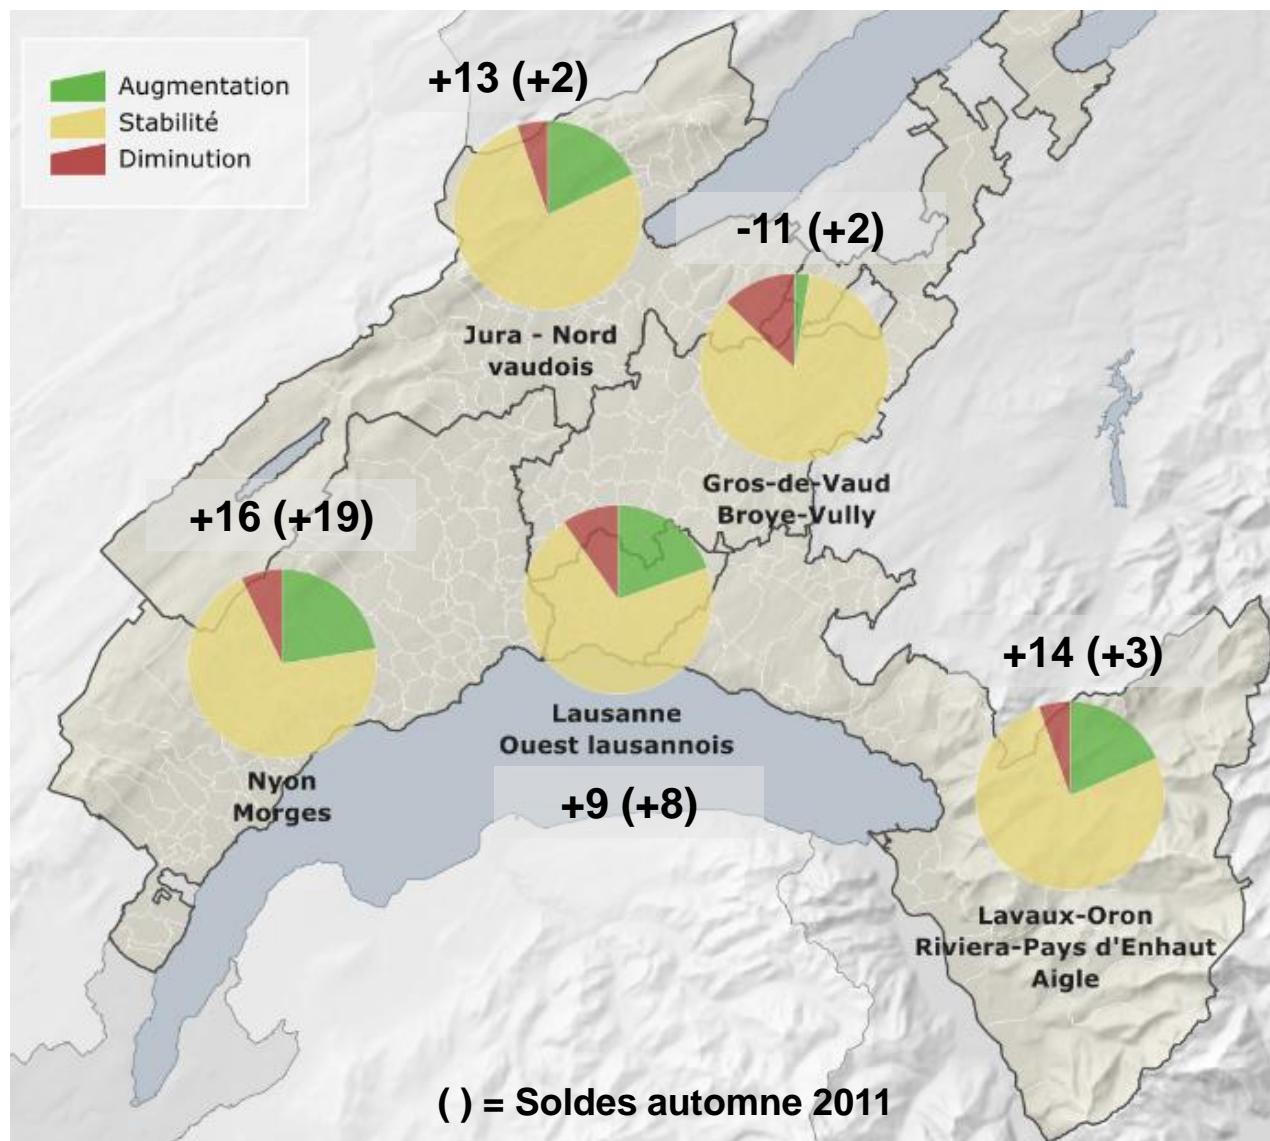 Augmentation
Stabilité
Diminution
+13 (+2)
Jura - Nord
vaudois
-11 (+2)
Gros-de-Vaud
Broye-Vully
+16 (+19)
Nyon
Morges
Lausanne
Ouest lausannois
+9 (+8)
+14 (+3)
Lavaux-Oron
Riviera-Pays d'Enhaut
Aigle
( ) = Soldes automne 2011